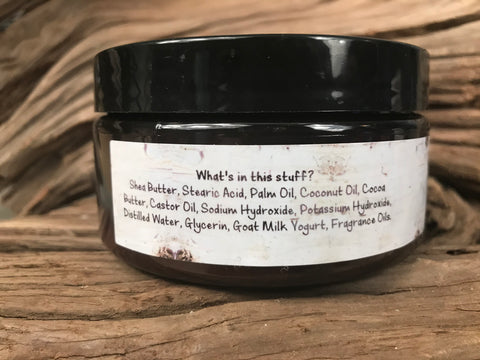 What's in this stuff?
Shea Butter, Stearic Acid, Palm Oil, Coconut Oil, Cocoa
Butter, Castor Oil, Sodium Hydroxide, Potassium Hydroxide,
Distilled Water, Glycerin, Goat Milk Yogurt, Fragrance Oils.